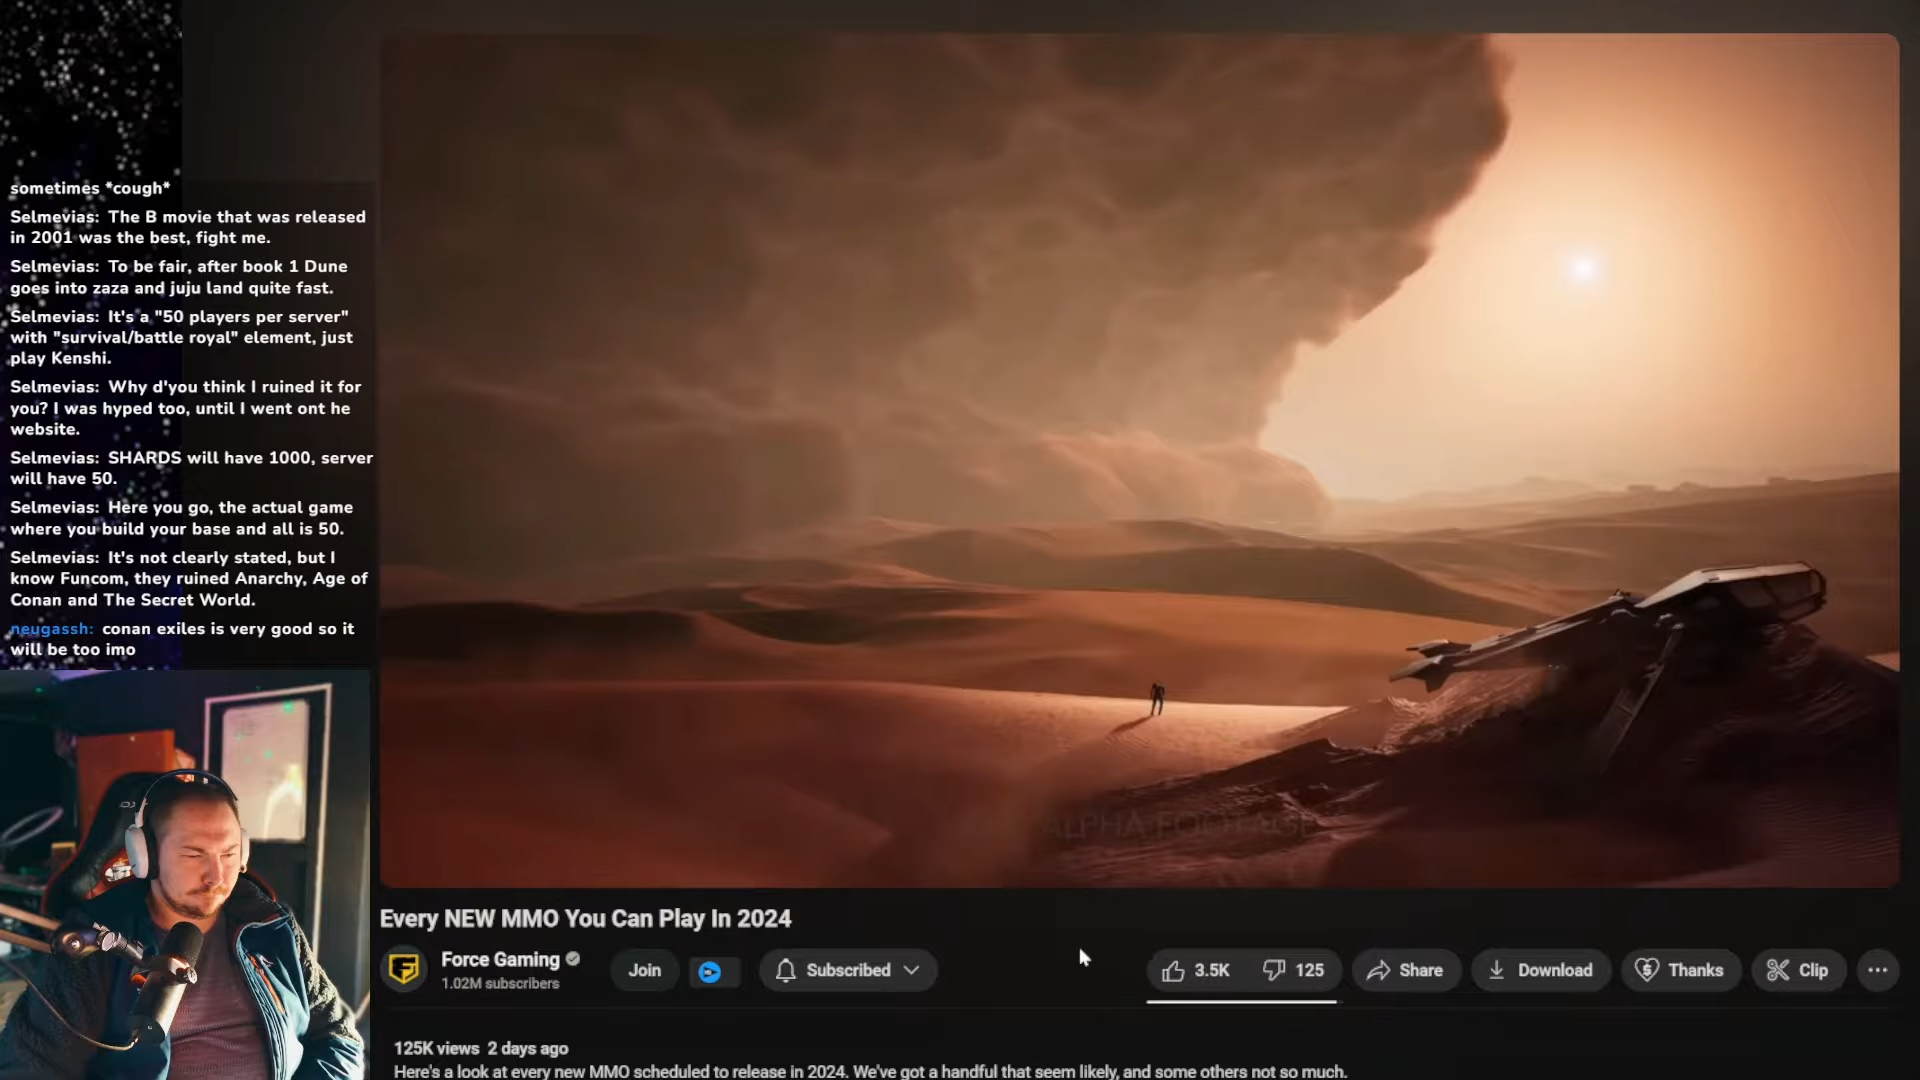 sometimes *cough*
Selmevias: The B movie that was released
in 2001 was the best, fight me.
Selmevias: To be fair, after book 1 Dune
goes into zaza and juju land quite fast.
Selmevias: It's a "50 players per server"
with "survival/battle royal" element, just
play Kenshi.
Selmevias: Why d'you think I ruined it for
you? I was hyped too, until I went ont he
website.
Selmevias: SHARDS will have 1000, server
will have 50.
Selmevias: Here you go, the actual game
where you build your base and all is 50.
Selmevias: It's not clearly stated, but I
know Funcom, they ruined Anarchy, Age of
Conan and The Secret World.
neugassh: conan exiles is very good so it
will be too imo
ALPHA FOOTAGE
Every NEW MMO You Can Play In 2024
Force Gaming
1.02M subscribers
Join
Subscribed
3.5K
125
Share
Download
Thanks
Clip
125K views 2 days ago
Here's a look at every new MMO scheduled to release in 2024. We've got a handful that seem likely, and some others not so much.